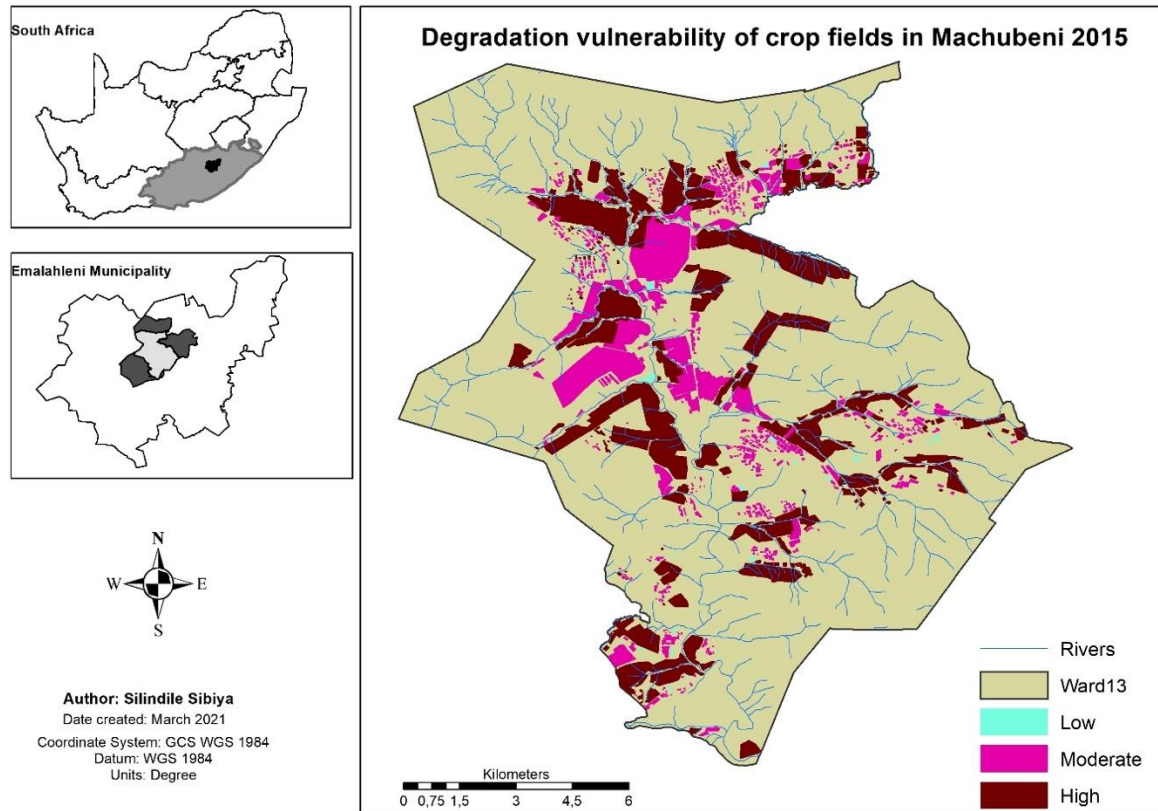 South Africa
Emalahleni Municipality
N
W E
S
Author: Silindile Sibiya
Date created: March 2021
Coordinate System: GCS WGS 1984
Datum: WGS 1984
Units: Degree
Degradation vulnerability of crop fields in Machubeni 2015
Kilometers
0 0,75 1,5 3 4,5 6
Rivers
Ward13
Low
Moderate
High